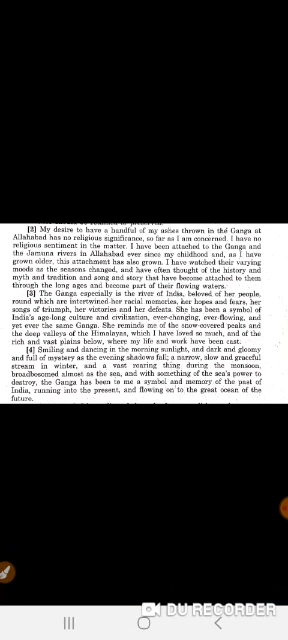 [2] My desire to have a handful of my ashes thrown in the Ganga at
Allahabad has no religious significance, so far as I am concerned. I have no
religious sentiment in the matter. I have been attached to the Ganga and
the Jamuna rivers in Allahabad ever since my childhood and, as I have
grown older, this attachment has also grown. I have watched their varying
moods as the seasons changed, and have often thought of the history and
myth and tradition and song and story that have become attached to them
through the long ages and become part of their flowing waters.
[3] The Ganga especially is the river of India, beloved of her people,
round which are intertwined her racial memories, her hopes and fears, her
songs of triumph, her victories and her defeats. She has been a symbol of
India's age-long culture and civilization, ever-changing, ever-flowing, and
yet ever the same Ganga. She reminds me of the snow-covered peaks and
the deep valleys of the Himalayas, which I have loved so much, and of the
rich and vast plains below, where my life and work have been cast.
[4] Smiling and dancing in the morning sunlight, and dark and gloomy
and full of mystery as the evening shadows fall; a narrow, slow and graceful
stream in winter, and a vast roaring thing during the monsoon,
broadbosomed almost as the sea, and with something of the sea's power to
destroy, the Ganga has been to me a symbol and memory of the past of
India, running into the present, and flowing on to the great ocean of the
future.
DU RECORDER